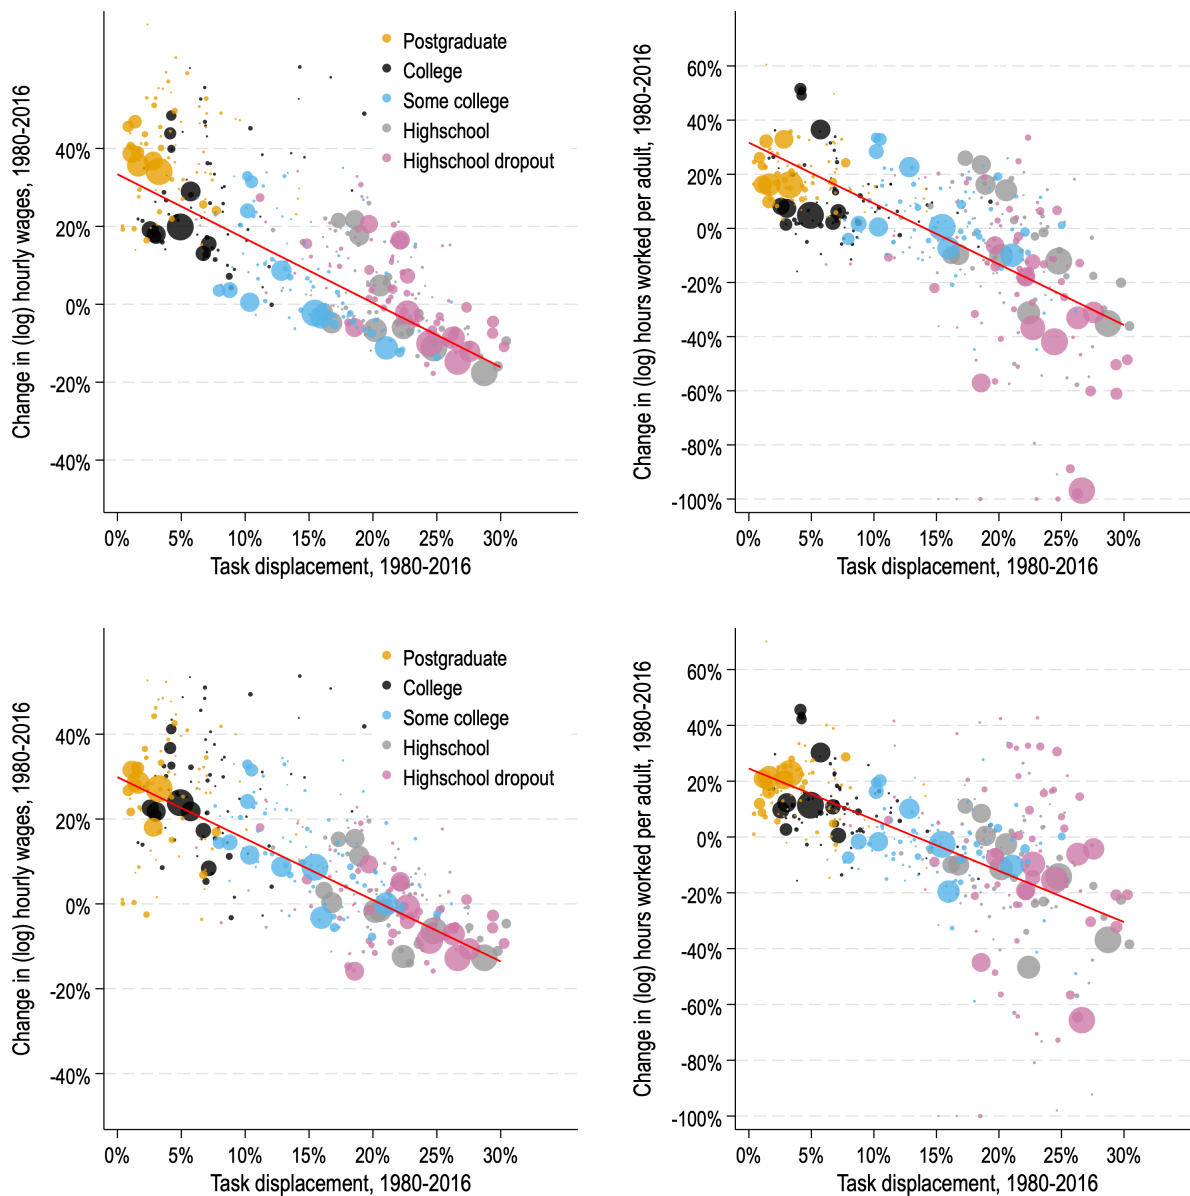 Change in (log) hourly wages, 1980-2016
40%
20%
0%
-20%
-40%
Postgraduate
College
Some college
Highschool
Highschool dropout
0% 5% 10% 15% 20% 25% 30%
Task displacement, 1980-2016
Change in (log) hours worked per adult, 1980-2016
60%
40%
20%
0%
-20%
-40%
-60%
-80%
-100%
0% 5% 10% 15% 20% 25% 30%
Task displacement, 1980-2016
Change in (log) hourly wages, 1980-2016
40%
20%
0%
-20%
-40%
Postgraduate
College
Some college
Highschool
Highschool dropout
0% 5% 10% 15% 20% 25% 30%
Task displacement, 1980-2016
Change in (log) hours worked per adult, 1980-2016
60%
40%
20%
0%
-20%
-40%
-60%
-80%
-100%
0% 5% 10% 15% 20% 25% 30%
Task displacement, 1980-2016